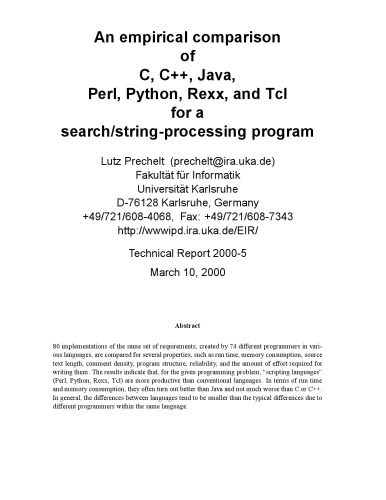 An empirical comparison
of
C, C++, Java,
Perl, Python, Rexx, and Tcl
for a
search/string-processing program
Lutz Prechelt (prechelt@ira.uka.de)
Fakultät für Informatik
Universität Karlsruhe
D-76128 Karlsruhe, Germany
+49/721/608-4068, Fax: +49/721/608-7343
http://wwwipd.ira.uka.de/EIR/
Technical Report 2000-5
March 10, 2000
Abstract
80 implementations of the same set of requirements, created by 74 different programmers in vari-
ous languages, are compared for several properties, such as run time, memory consumption, source
text length, comment density, program structure, reliability, and the amount of effort required for
writing them. The results indicate that, for the given programming problem, “scripting languages”
(Perl, Python, Rexx, Tcl) are more productive than conventional languages. In terms of run time
and memory consumption, they often turn out better than Java and not much worse than C or C++.
In general, the differences between languages tend to be smaller than the typical differences due to
different programmers within the same language.